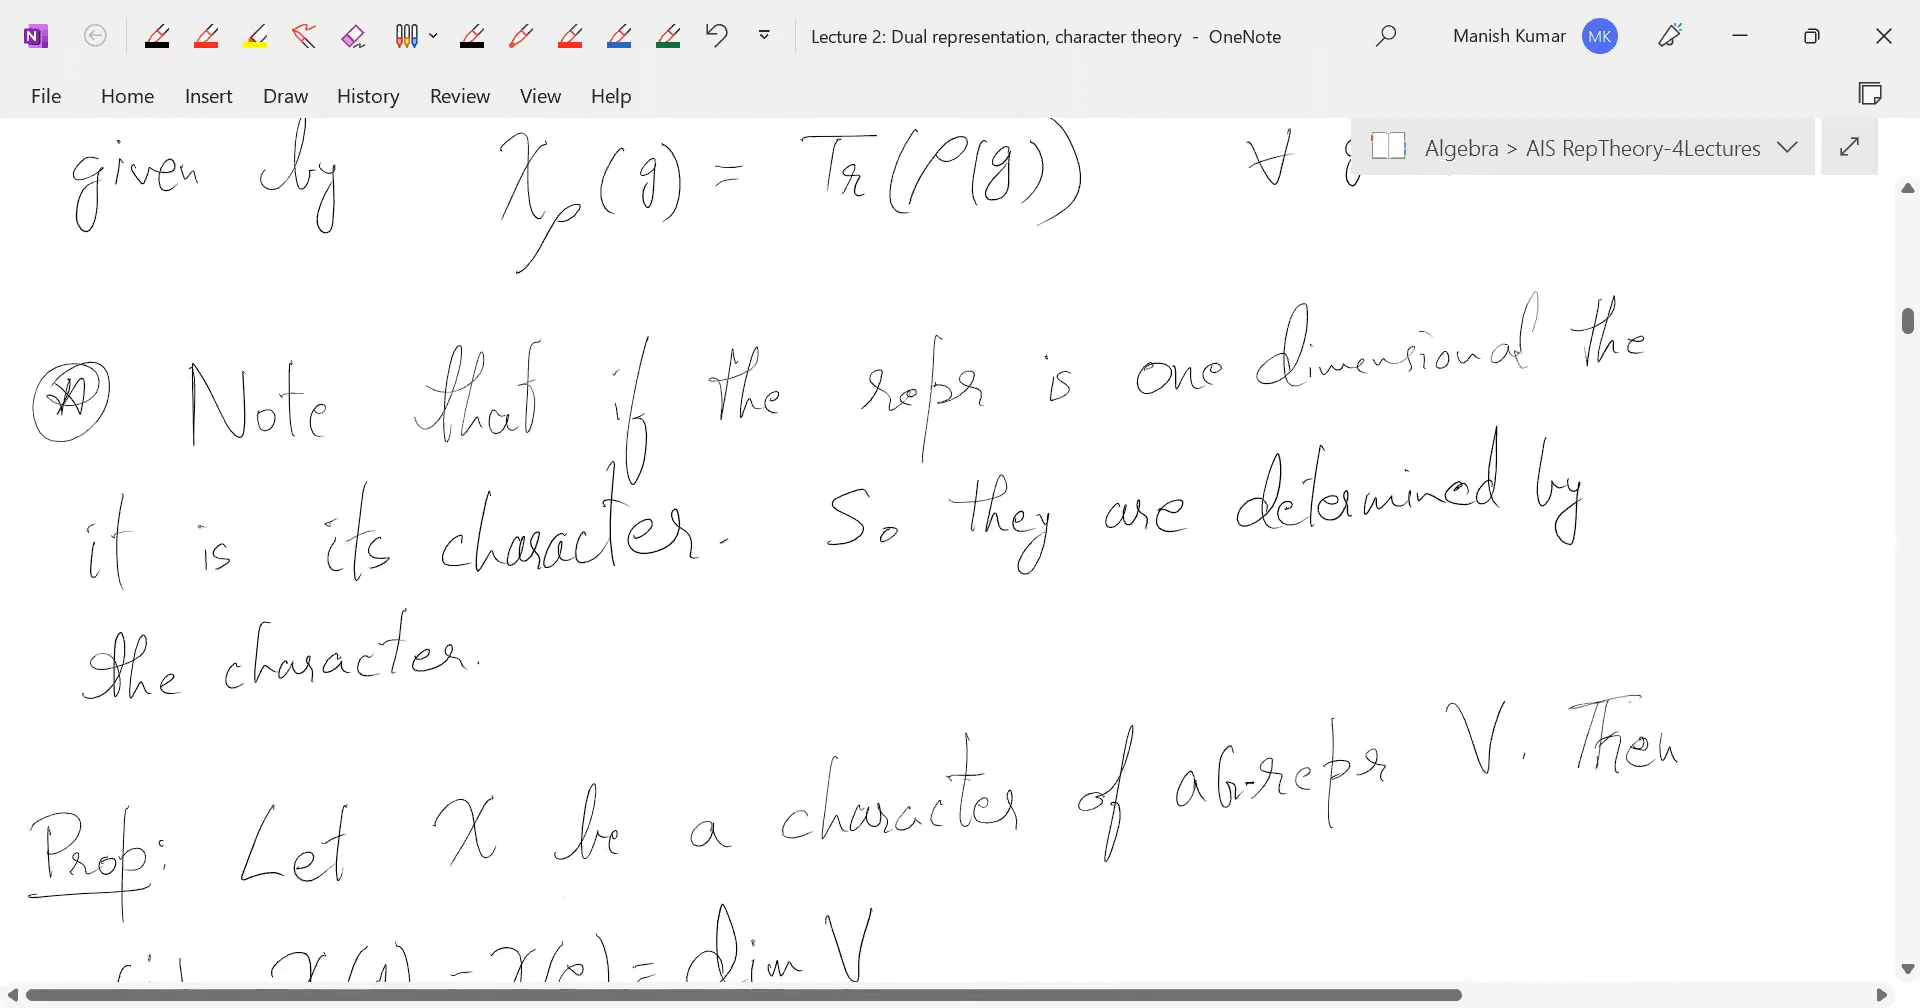 Lecture 2: Dual representation, character theory - OneNote
Manish Kumar MK
File Home Insert Draw History Review View Help
Algebra > AIS RepTheory-4Lectures
given by χ_ρ(g) = Tr(ρ(g)) ∀ g
Note that if the repr is one dimensional the
it is its character. So they are determined by
the character.
Prop: Let χ be a character of a G-repr V. Then
(i) χ(1) = χ(e) = dim V